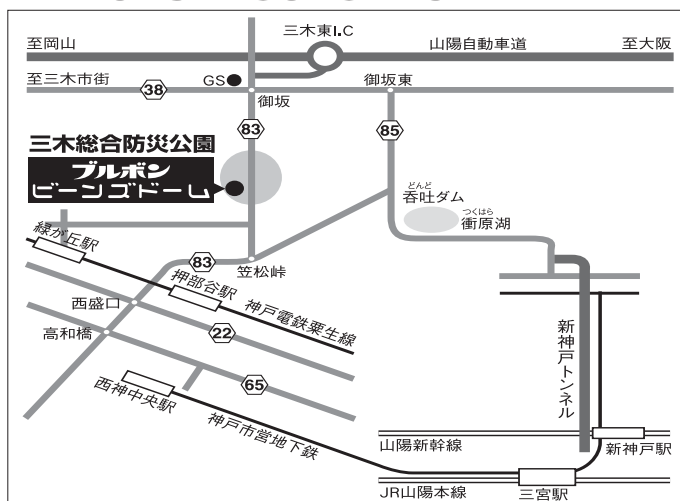 三木東I.C
至岡山
山陽自動車道
至大阪
至三木市街
GS
38
御坂
御坂東
83
85
三木総合防災公園
ブルボン
ビーンズドーム
どんど
呑吐ダム
つくはら
衝原湖
緑が丘駅
83
笠松峠
押部谷駅
西盛口
神戸電鉄粟生線
22
高和橋
65
西神中央駅
神戸市営地下鉄
新神戸トンネル
山陽新幹線
新神戸駅
三宮駅
JR山陽本線